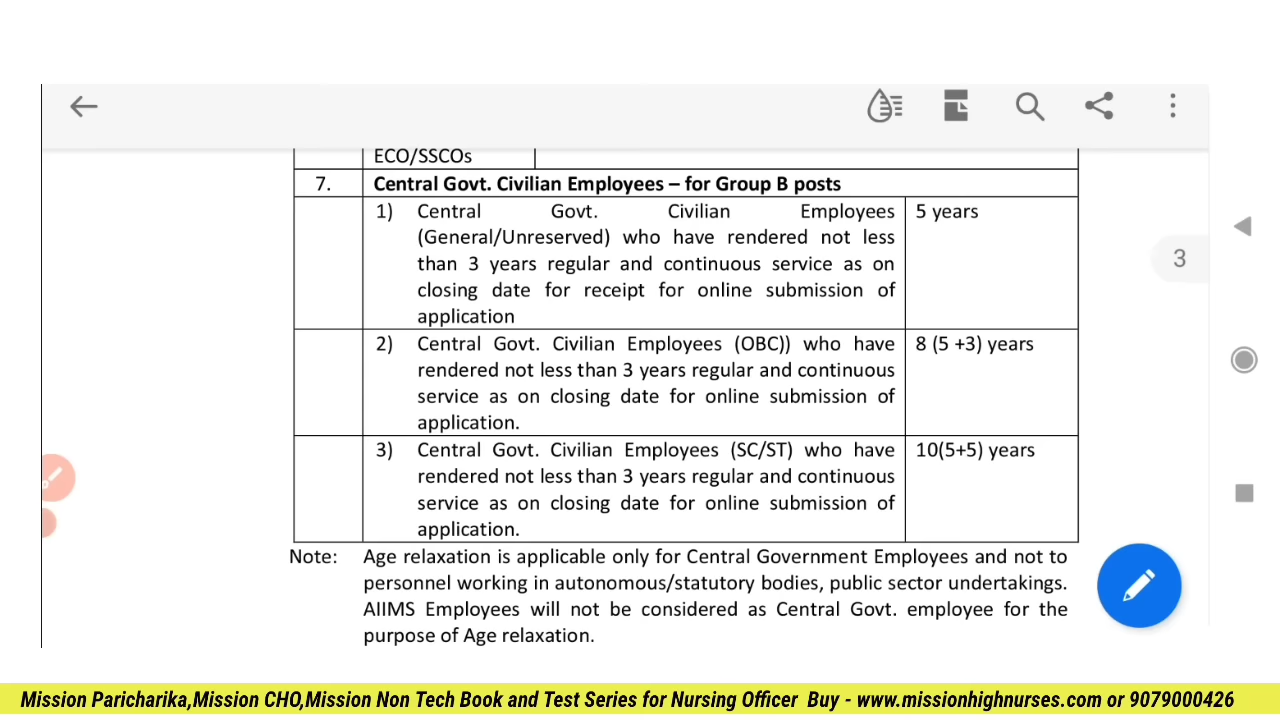 ECO/SSCOs
7. Central Govt. Civilian Employees – for Group B posts
1) Central Govt. Civilian Employees 5 years
(General/Unreserved) who have rendered not less
than 3 years regular and continuous service as on
closing date for receipt for online submission of
application
2) Central Govt. Civilian Employees (OBC)) who have 8 (5 +3) years
rendered not less than 3 years regular and continuous
service as on closing date for online submission of
application.
3) Central Govt. Civilian Employees (SC/ST) who have 10(5+5) years
rendered not less than 3 years regular and continuous
service as on closing date for online submission of
application.
Note: Age relaxation is applicable only for Central Government Employees and not to
personnel working in autonomous/statutory bodies, public sector undertakings.
AIIMS Employees will not be considered as Central Govt. employee for the
purpose of Age relaxation.
3
Mission Paricharika,Mission CHO,Mission Non Tech Book and Test Series for Nursing Officer Buy - www.missionhighnurses.com or 9079000426